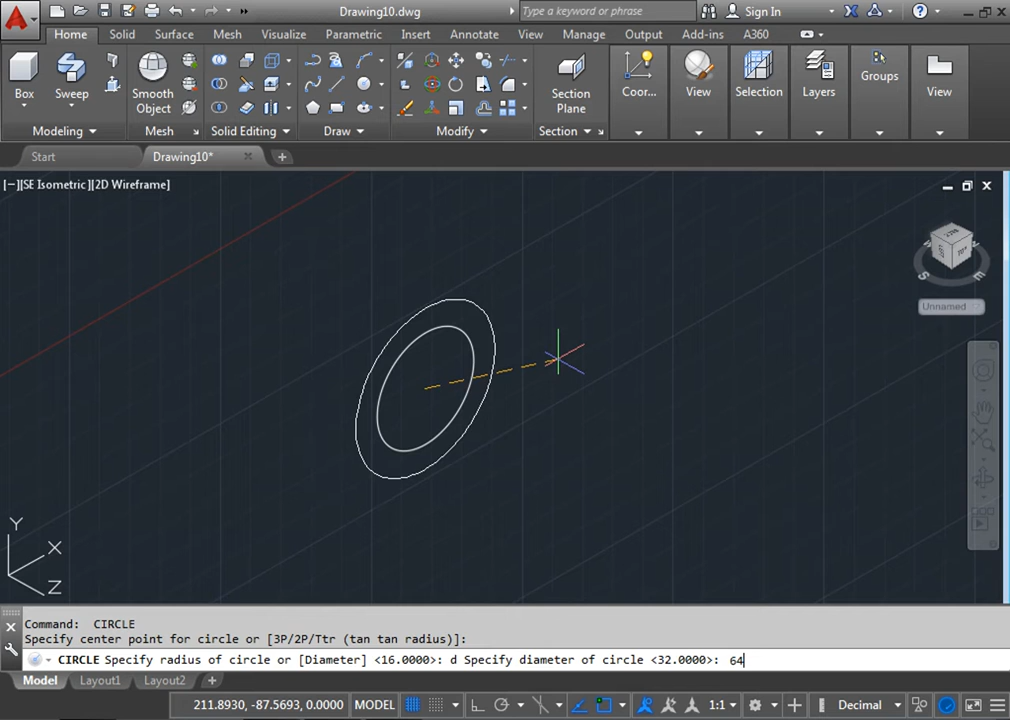 Drawing10.dwg
Type a keyword or phrase
Sign In
Home Solid Surface Mesh Visualize Parametric Insert Annotate View Manage Output Add-ins A360
Box Sweep Smooth Object Section Plane Coor... View Selection Layers Groups View
Modeling Mesh Solid Editing Draw Modify Section
Start Drawing10*
[−][SE Isometric][2D Wireframe]
S E
Unnamed
Y
X
Z
Command: CIRCLE
Specify center point for circle or [3P/2P/Ttr (tan tan radius)]:
CIRCLE Specify radius of circle or [Diameter] <16.0000>: d Specify diameter of circle <32.0000>: 64
Model Layout1 Layout2
211.8930, -87.5693, 0.0000 MODEL 1:1 Decimal